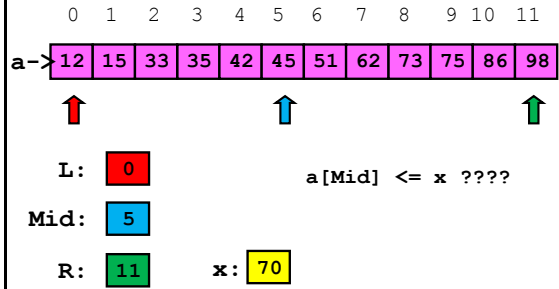 0 1 2 3 4 5 6 7 8 9 10 11
a-> 12 15 33 35 42 45 51 62 73 75 86 98
L: 0
a[Mid] <= x ????
Mid: 5
R: 11 x: 70